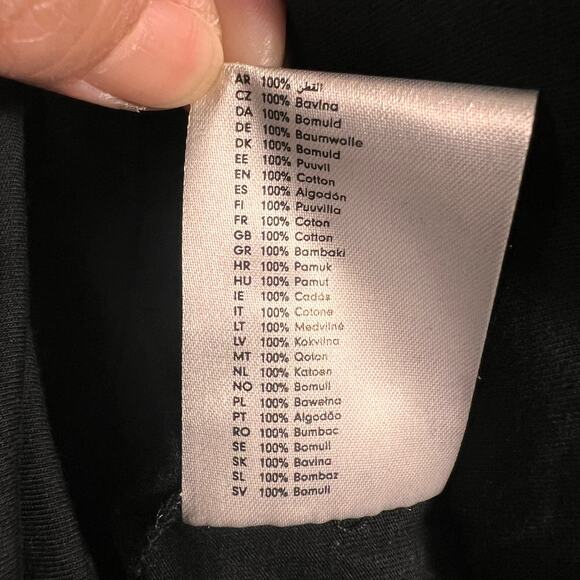 AR 100% القطن
CZ 100% Bavlna
DA 100% Bomuld
DE 100% Baumwolle
DK 100% Bomuld
EE 100% Puuvil
EN 100% Cotton
ES 100% Algodón
FI 100% Puuvilla
FR 100% Coton
GB 100% Cotton
GR 100% Bambaki
HR 100% Pamuk
HU 100% Pamut
IE 100% Cadás
IT 100% Cotone
LT 100% Medvilné
LV 100% Kokvilna
MT 100% Qoton
NL 100% Katoen
NO 100% Bomull
PL 100% Bawełna
PT 100% Algodão
RO 100% Bumbac
SE 100% Bomull
SK 100% Bavlna
SL 100% Bombaz
SV 100% Bomull